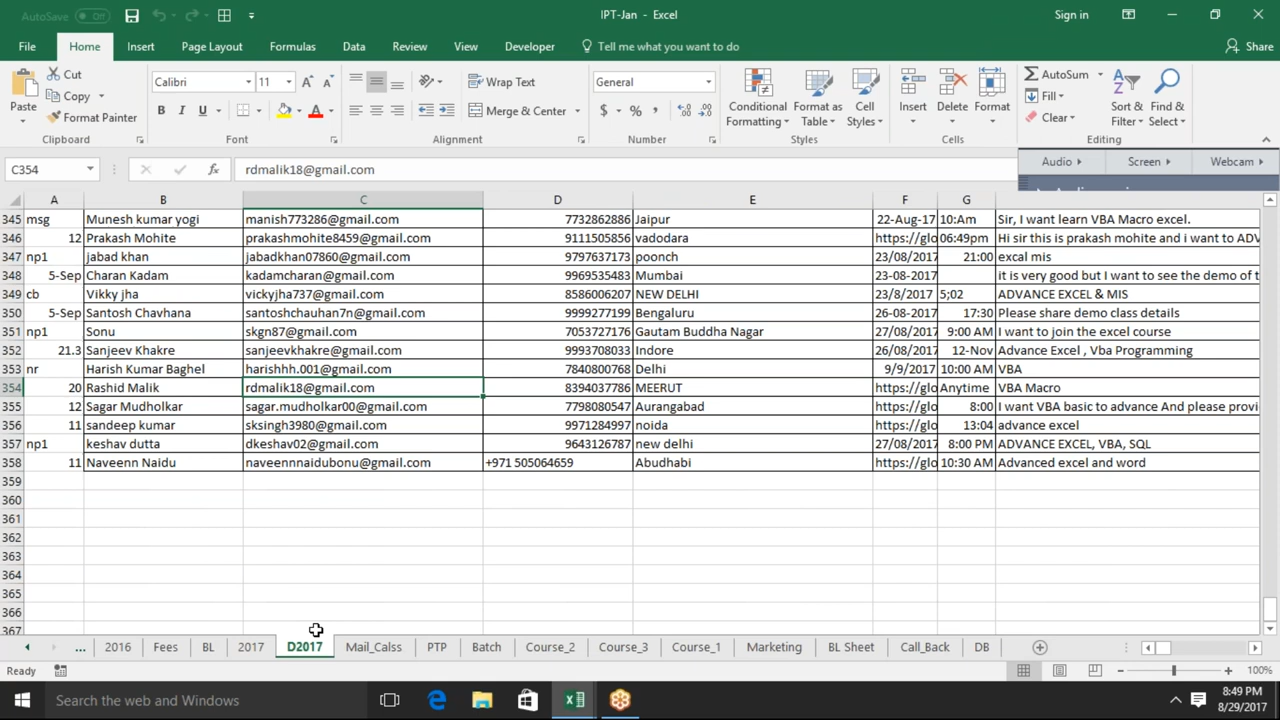 AutoSave Off
IPT-Jan - Excel
Sign in
File Home Insert Page Layout Formulas Data Review View Developer Tell me what you want to do Share
Paste Cut Copy Format Painter
Calibri 11
B I U
Wrap Text
Merge & Center
General
$ % ,
Conditional Formatting
Format as Table
Cell Styles
Insert Delete Format
AutoSum Fill Clear
Sort & Filter
Find & Select
Clipboard Font Alignment Number Styles Cells Editing
C354 fx rdmalik18@gmail.com
Audio Screen Webcam
A B C D E F G
345 msg Munesh kumar yogi manish773286@gmail.com 7732862886 Jaipur 22-Aug-17 10:Am Sir, I want learn VBA Macro excel.
346 12 Prakash Mohite prakashmohite8459@gmail.com 9111505856 vadodara https://glo 06:49pm Hi sir this is prakash mohite and i want to ADV
347 np1 jabad khan jabadkhan07860@gmail.com 9797637173 poonch 23/08/2017 21:00 excal mis
348 5-Sep Charan Kadam kadamcharan@gmail.com 9969535483 Mumbai 23-08-2017 it is very good but I want to see the demo of t
349 cb Vikky jha vickyjha737@gmail.com 8586006207 NEW DELHI 23/8/2017 5;02 ADVANCE EXCEL & MIS
350 5-Sep Santosh Chavhana santoshchauhan7n@gmail.com 9999277199 Bengaluru 26-08-2017 17:30 Please share demo class details
351 np1 Sonu skgn87@gmail.com 7053727176 Gautam Buddha Nagar 27/08/2017 9:00 AM I want to join the excel course
352 21.3 Sanjeev Khakre sanjeevkhakre@gmail.com 9993708033 Indore 26/08/2017 12-Nov Advance Excel , Vba Programming
353 nr Harish Kumar Baghel harishhh.001@gmail.com 7840800768 Delhi 9/9/2017 10:00 AM VBA
354 20 Rashid Malik rdmalik18@gmail.com 8394037786 MEERUT https://glo Anytime VBA Macro
355 12 Sagar Mudholkar sagar.mudholkar00@gmail.com 7798080547 Aurangabad https://glo 8:00 I want VBA basic to advance And please provi
356 11 sandeep kumar sksingh3980@gmail.com 9971284997 noida https://glo 13:04 advance excel
357 np1 keshav dutta dkeshav02@gmail.com 9643126787 new delhi 27/08/2017 8:00 PM ADVANCE EXCEL, VBA, SQL
358 11 Naveenn Naidu naveennnaidubonu@gmail.com +971 505064659 Abudhabi https://glo 10:30 AM Advanced excel and word
359
360
361
362
363
364
365
366
367
... 2016 Fees BL 2017 D2017 Mail_Calss PTP Batch Course_2 Course_3 Course_1 Marketing BL Sheet Call_Back DB
Ready 100%
Search the web and Windows
8:49 PM
8/29/2017